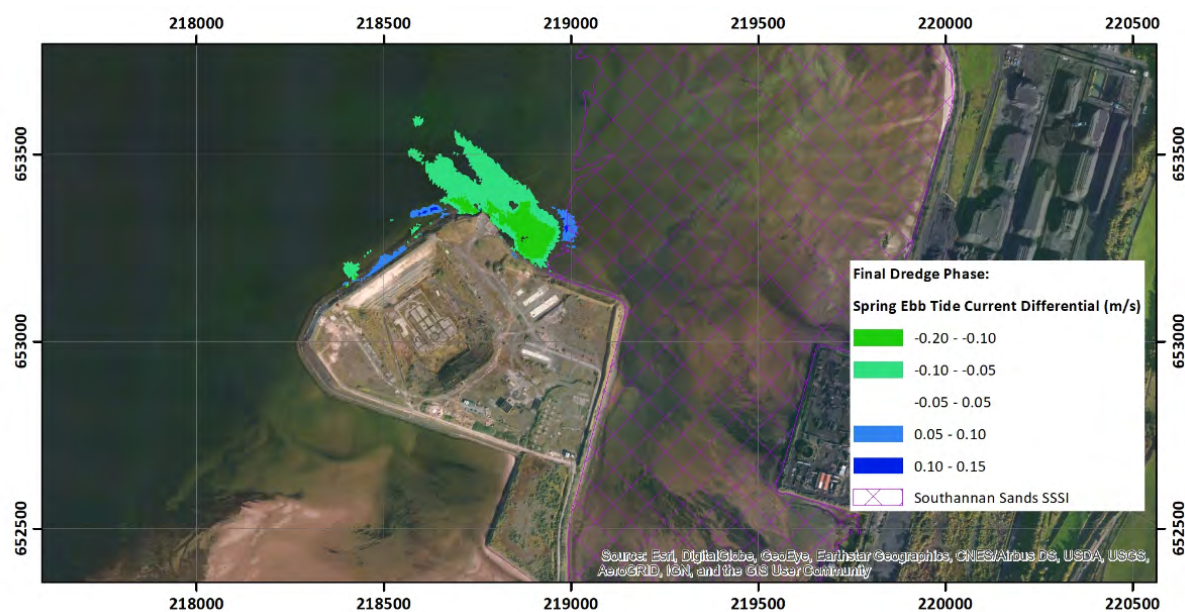 218000 218500 219000 219500 220000 220500
653500 653500
653000 653000
652500 652500
Final Dredge Phase:
Spring Ebb Tide Current Differential (m/s)
-0.20 - -0.10
-0.10 - -0.05
-0.05 - 0.05
0.05 - 0.10
0.10 - 0.15
Southannan Sands SSSI
Source: Esri, DigitalGlobe, GeoEye, Earthstar Geographics, CNES/Airbus DS, USDA, USGS,
AeroGRID, IGN, and the GIS User Community
218000 218500 219000 219500 220000 220500